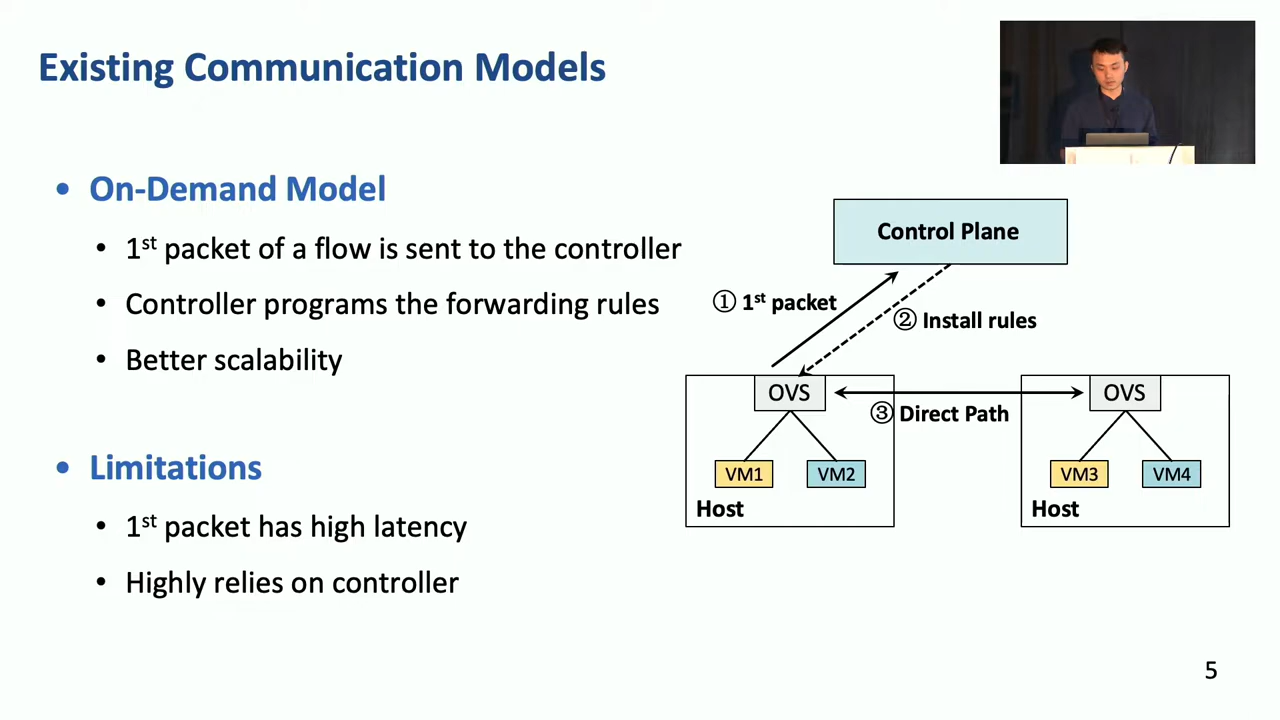 Existing Communication Models
• On-Demand Model
• 1st packet of a flow is sent to the controller
• Controller programs the forwarding rules
• Better scalability
• Limitations
• 1st packet has high latency
• Highly relies on controller
Control Plane
① 1st packet
② Install rules
OVS
OVS
③ Direct Path
VM1
VM2
VM3
VM4
Host
Host
5